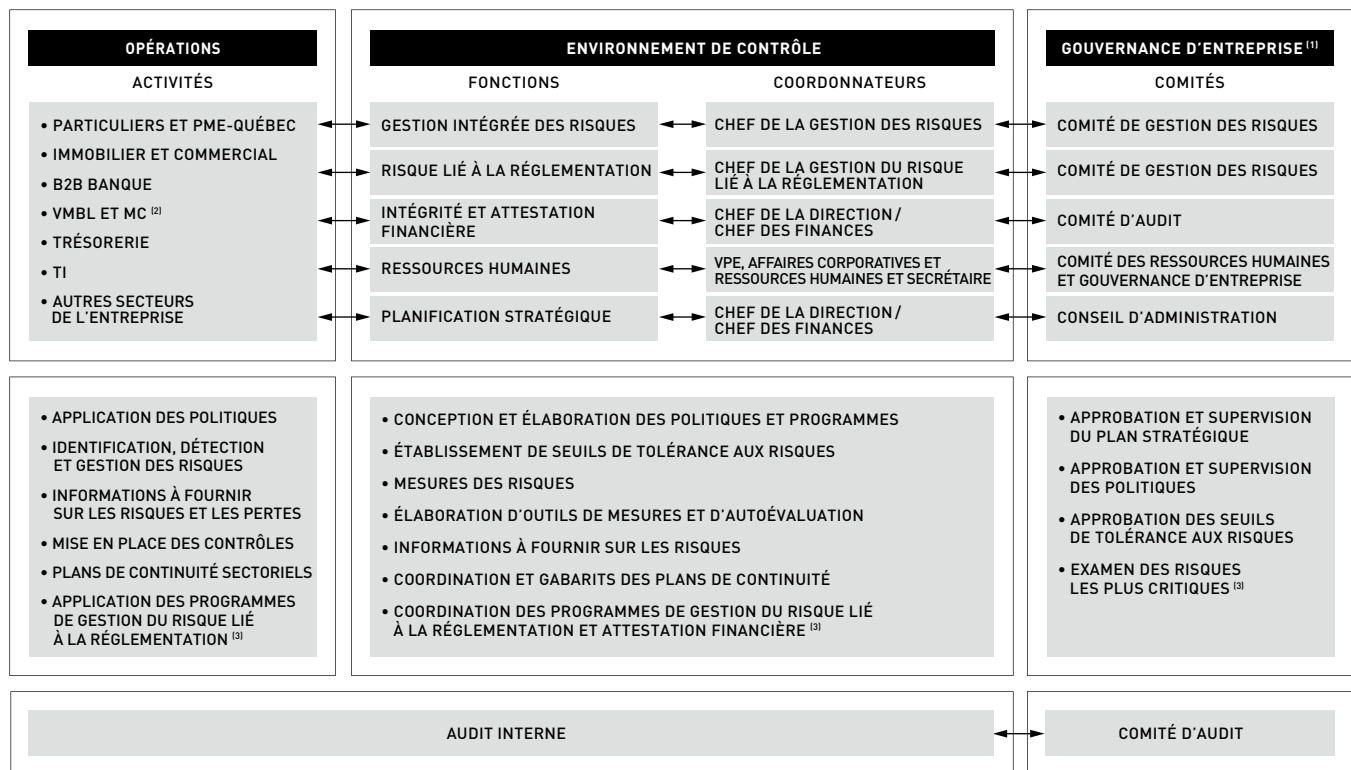 OPÉRATIONS
ACTIVITÉS
• PARTICULIERS ET PME-QUÉBEC
• IMMOBILIER ET COMMERCIAL
• B2B BANQUE
• VMBL ET MC (2)
• TRÉSORERIE
• TI
• AUTRES SECTEURS
DE L'ENTREPRISE
ENVIRONNEMENT DE CONTRÔLE
FONCTIONS
COORDONNATEURS
GESTION INTÉGRÉE DES RISQUES
CHEF DE LA GESTION DES RISQUES
RISQUE LIÉ À LA RÉGLEMENTATION
CHEF DE LA GESTION DU RISQUE
LIÉ À LA RÉGLEMENTATION
INTÉGRITÉ ET ATTESTATION
FINANCIÈRE
CHEF DE LA DIRECTION /
CHEF DES FINANCES
RESSOURCES HUMAINES
VPE, AFFAIRES CORPORATIVES ET
RESSOURCES HUMAINES ET SECRÉTAIRE
PLANIFICATION STRATÉGIQUE
CHEF DE LA DIRECTION /
CHEF DES FINANCES
GOUVERNANCE D'ENTREPRISE (1)
COMITÉS
COMITÉ DE GESTION DES RISQUES
COMITÉ DE GESTION DES RISQUES
COMITÉ D'AUDIT
COMITÉ DES RESSOURCES HUMAINES
ET GOUVERNANCE D'ENTREPRISE
CONSEIL D'ADMINISTRATION
• APPLICATION DES POLITIQUES
• IDENTIFICATION, DÉTECTION
ET GESTION DES RISQUES
• INFORMATIONS À FOURNIR
SUR LES RISQUES ET LES PERTES
• MISE EN PLACE DES CONTRÔLES
• PLANS DE CONTINUITÉ SECTORIELS
• APPLICATION DES PROGRAMMES
DE GESTION DU RISQUE LIÉ
À LA RÉGLEMENTATION (3)
• CONCEPTION ET ÉLABORATION DES POLITIQUES ET PROGRAMMES
• ÉTABLISSEMENT DE SEUILS DE TOLÉRANCE AUX RISQUES
• MESURES DES RISQUES
• ÉLABORATION D'OUTILS DE MESURES ET D'AUTOÉVALUATION
• INFORMATIONS À FOURNIR SUR LES RISQUES
• COORDINATION ET GABARITS DES PLANS DE CONTINUITÉ
• COORDINATION DES PROGRAMMES DE GESTION DU RISQUE LIÉ
À LA RÉGLEMENTATION ET ATTESTATION FINANCIÈRE (3)
• APPROBATION ET SUPERVISION
DU PLAN STRATÉGIQUE
• APPROBATION ET SUPERVISION
DES POLITIQUES
• APPROBATION DES SEUILS
DE TOLÉRANCE AUX RISQUES
• EXAMEN DES RISQUES
LES PLUS CRITIQUES (3)
AUDIT INTERNE
COMITÉ D'AUDIT